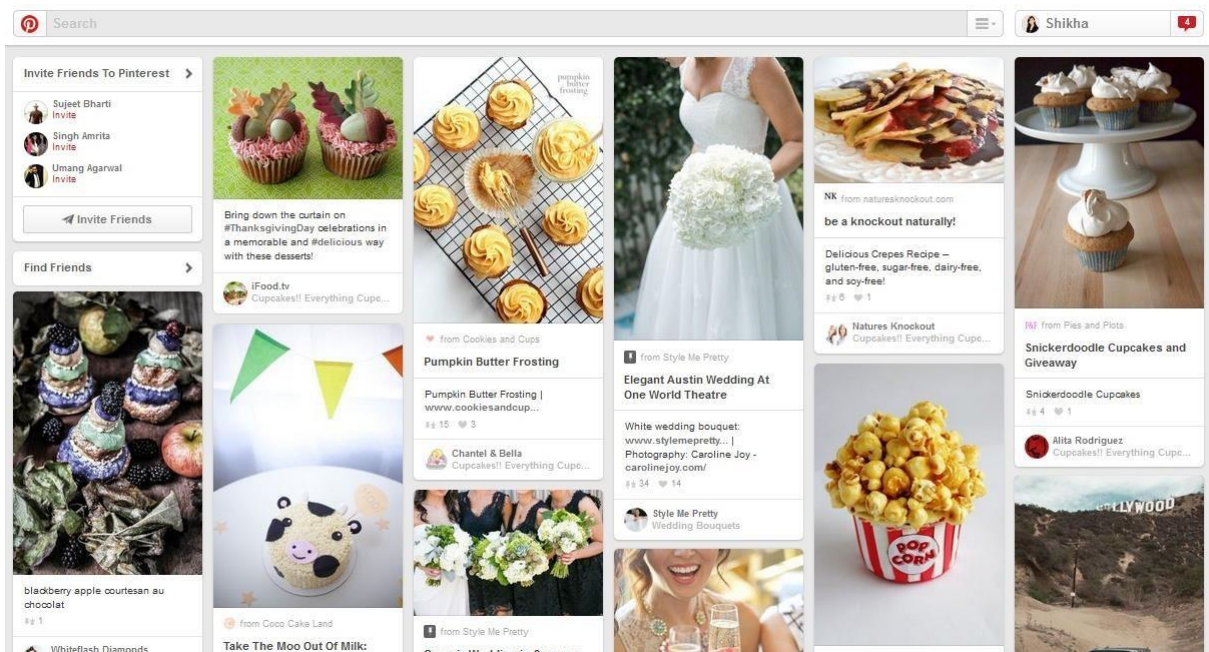 Search
Shikha
4
Invite Friends To Pinterest
Sujeet Bharti
Invite
Singh Amrita
Invite
Umang Agarwal
Invite
Invite Friends
Find Friends
blackberry apple courtesan au
chocolat
1
Whiteflash Diamonds
Bring down the curtain on
#ThanksgivingDay celebrations in
a memorable and #delicious way
with these desserts!
iFood.tv
Cupcakes!! Everything Cupc...
from Coco Cake Land
Take The Moo Out Of Milk:
pumpkin
butter
frosting
from Cookies and Cups
Pumpkin Butter Frosting
Pumpkin Butter Frosting |
www.cookiesandcup...
15 3
Chantel & Bella
Cupcakes!! Everything Cupc...
from Style Me Pretty
from Style Me Pretty
Elegant Austin Wedding At
One World Theatre
White wedding bouquet:
www.stylemepretty... |
Photography: Caroline Joy -
carolinejoy.com/
34 14
Style Me Pretty
Wedding Bouquets
NK from naturesknockout.com
be a knockout naturally!
Delicious Crepes Recipe –
gluten-free, sugar-free, dairy-free,
and soy-free!
6 1
Natures Knockout
Cupcakes!! Everything Cupc...
POP
CORN
from Pies and Plots
Snickerdoodle Cupcakes and
Giveaway
Snickerdoodle Cupcakes
4 1
Alita Rodriguez
Cupcakes!! Everything Cupc...
LLYWOOD